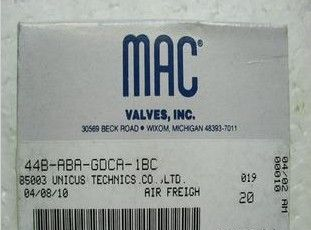 MAC®
VALVES, INC.
30569 BECK ROAD • WIXOM, MICHIGAN 48393-7011
44B-ABA-GDCA-1BC
85003 UNICUS TECHNICS.CO.,LTD. 019
04/08/10 AIR FREIGH 20
04/02 AM
00010